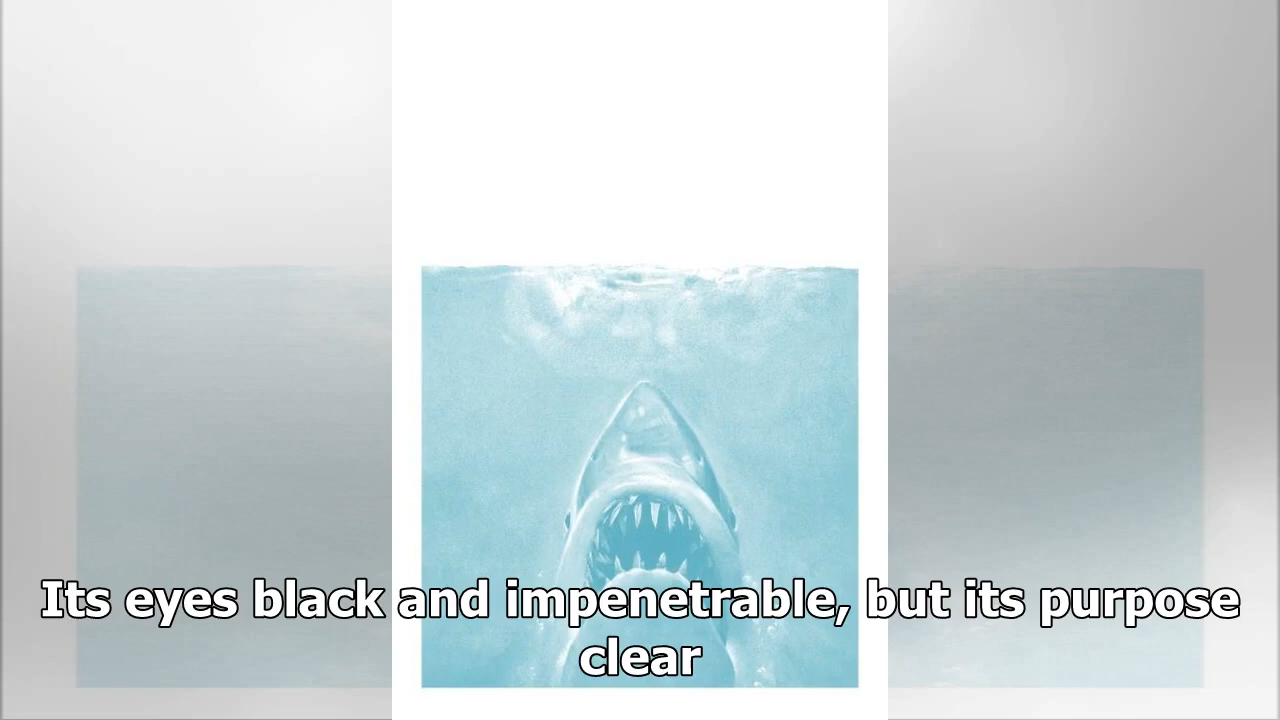 Its eyes black and impenetrable, but its purpose
clear